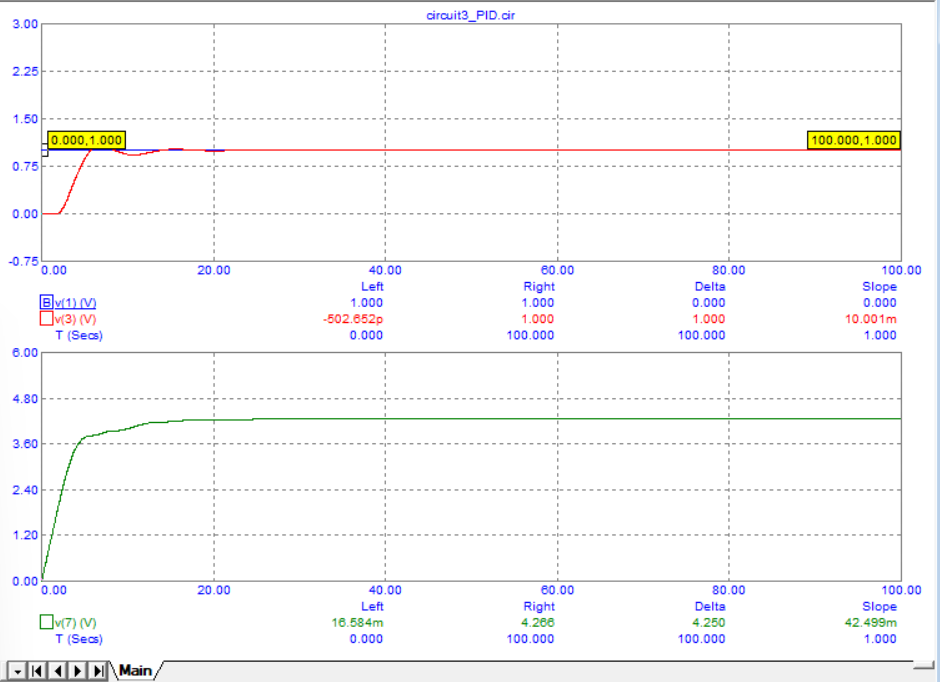 circuit3_PID.cir
3.00
2.25
1.50
0.000,1.000 100.000,1.000
0.75
0.00
-0.75
0.00 20.00 40.00 60.00 80.00 100.00
Left Right Delta Slope
B v(1) (V) 1.000 1.000 0.000 0.000
v(3) (V) -502.652p 1.000 1.000 10.001m
T (Secs) 0.000 100.000 100.000 1.000
6.00
4.80
3.60
2.40
1.20
0.00
0.00 20.00 40.00 60.00 80.00 100.00
Left Right Delta Slope
v(7) (V) 16.584m 4.266 4.250 42.499m
T (Secs) 0.000 100.000 100.000 1.000
Main